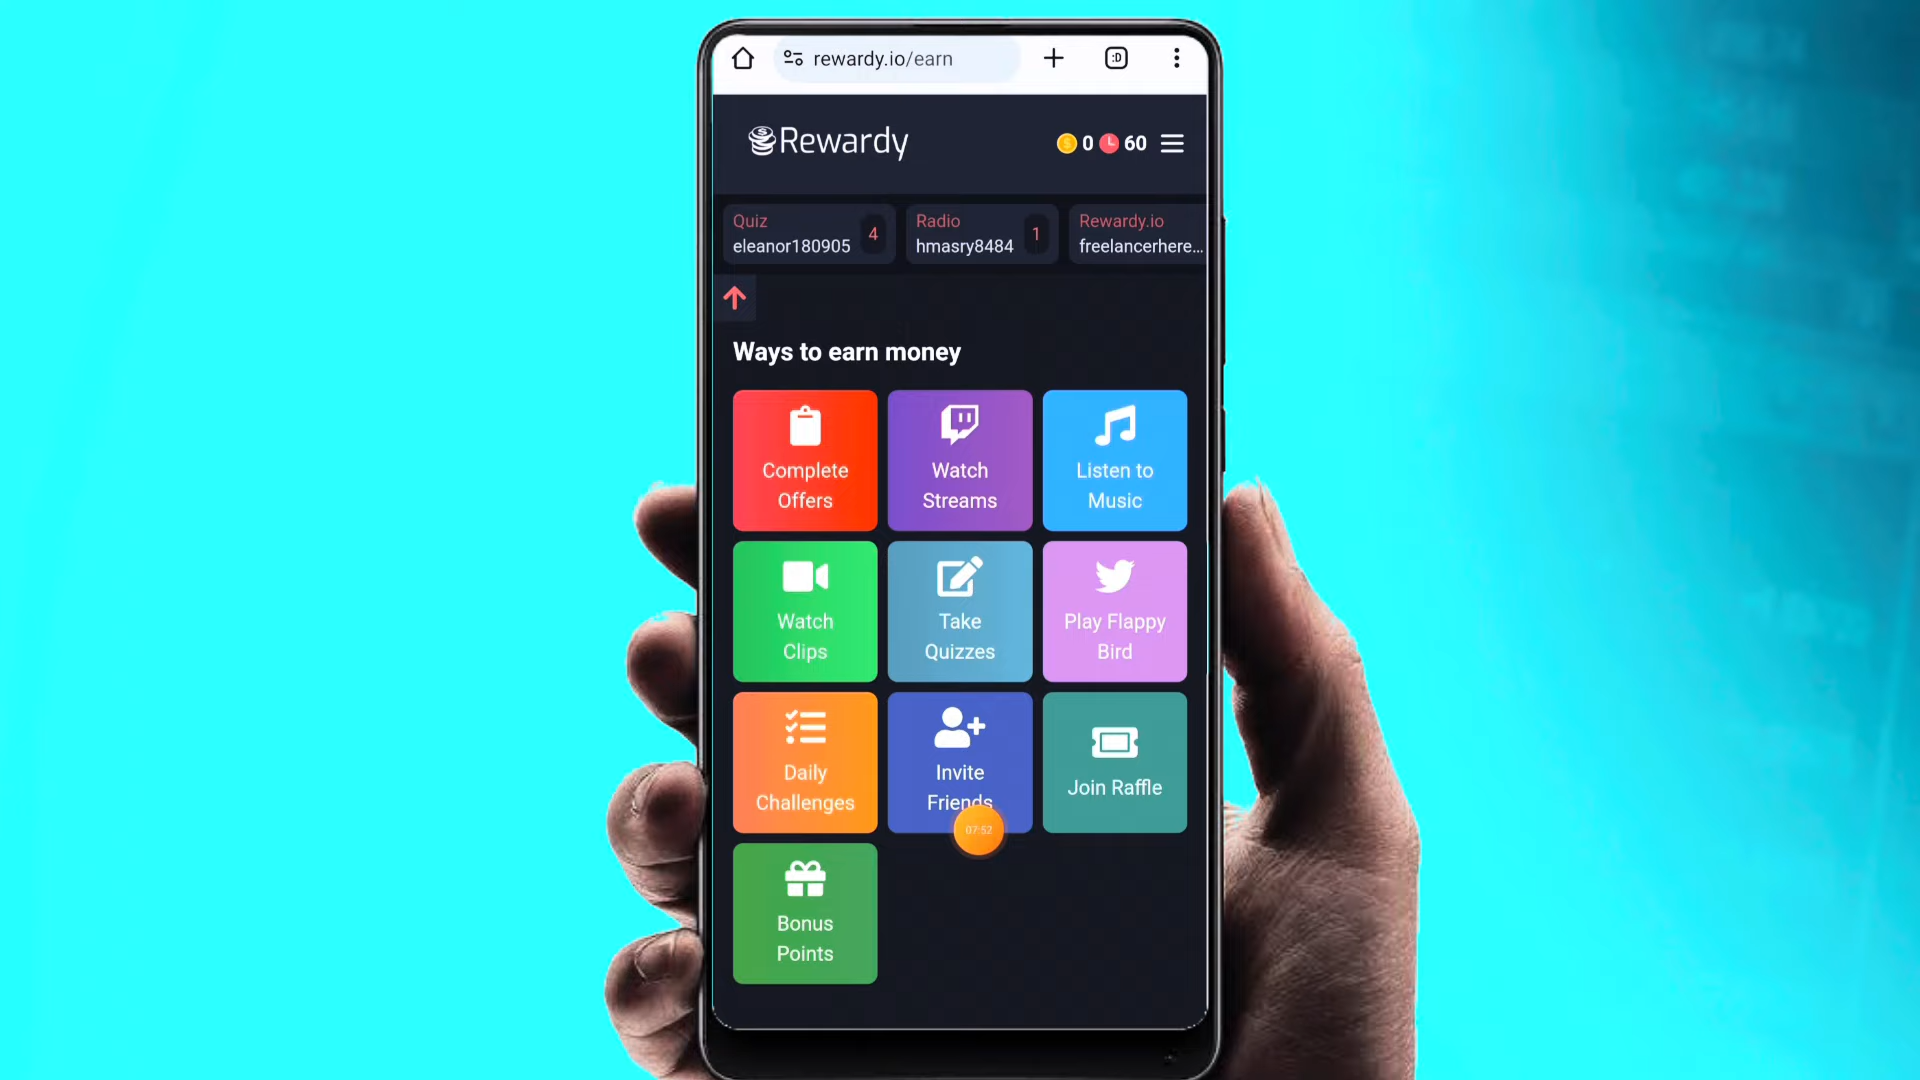 rewardy.io/earn
:D
Rewardy
0 60
Quiz
eleanor180905
4
Radio
hmasry8484
1
Rewardy.io
freelancerhere...
Ways to earn money
Complete
Offers
Watch
Streams
Listen to
Music
Watch
Clips
Take
Quizzes
Play Flappy
Bird
Daily
Challenges
Invite
Friends
Join Raffle
07:52
Bonus
Points